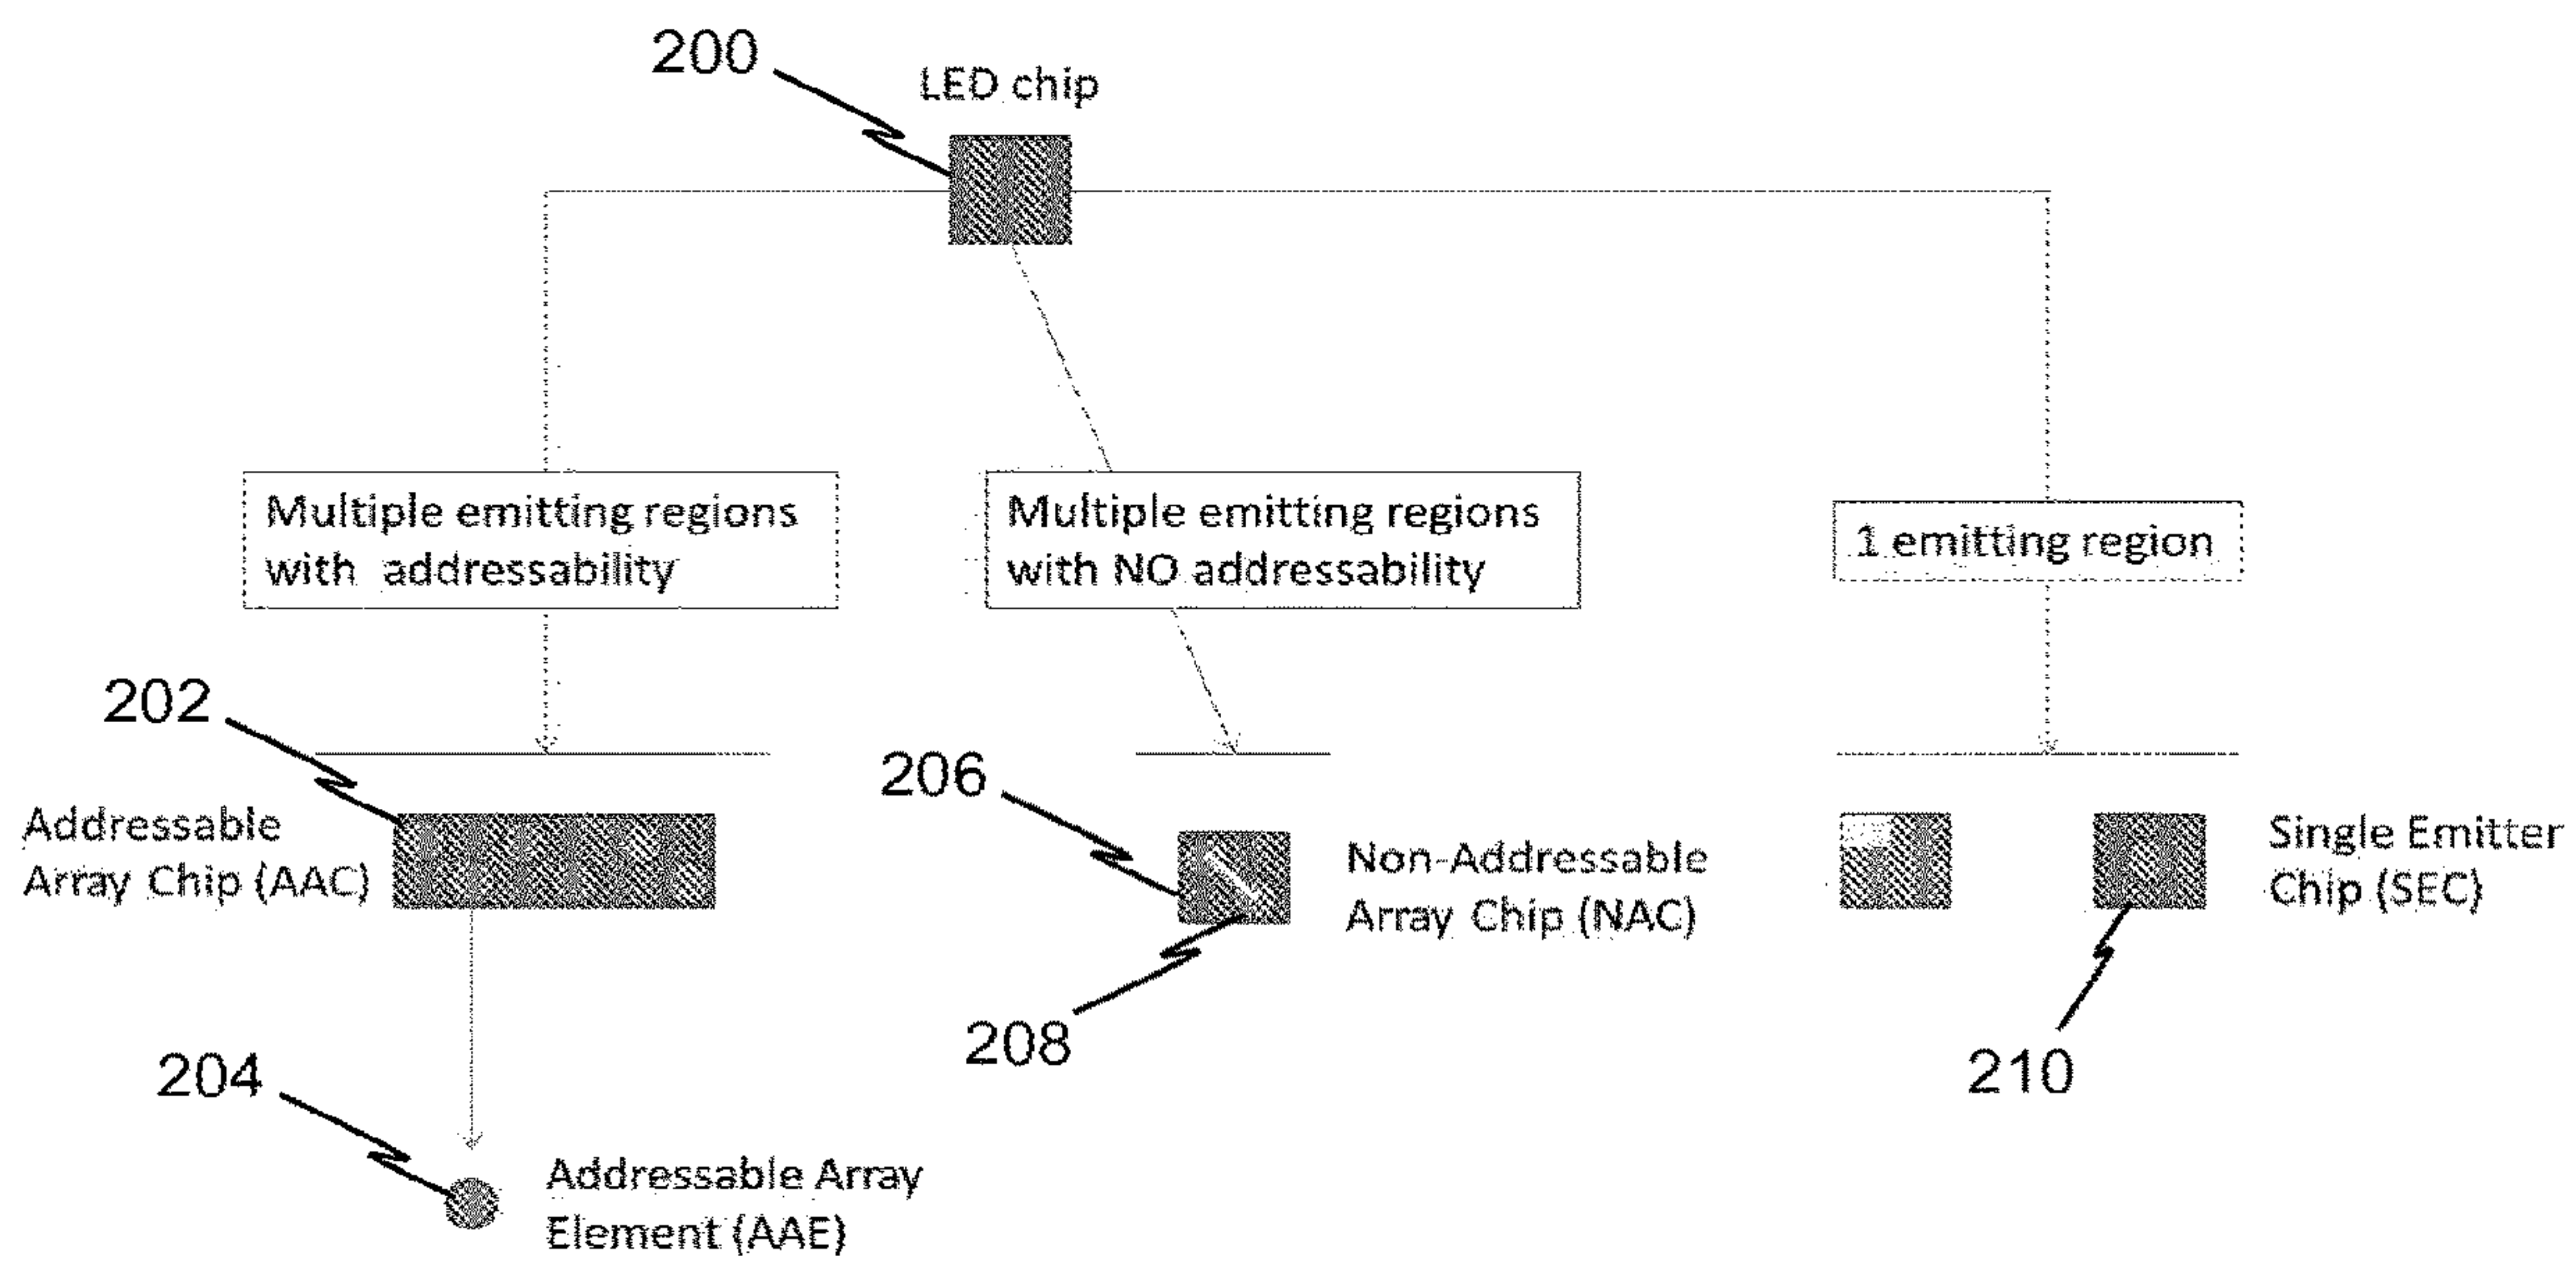 200
LED chip
Multiple emitting regions
with addressability
Multiple emitting regions
with NO addressability
1 emitting region
202
Addressable
Array Chip (AAC)
206
Non-Addressable
Array Chip (NAC)
208
Single Emitter
Chip (SEC)
210
204
Addressable Array
Element (AAE)